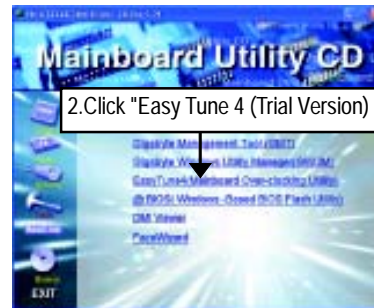 Mainboard Utility CD
2.Click "Easy Tune 4 (Trial Version)
Gigabyte Management Tool (GMT)
Gigabyte Windows Utility Manager(GWUM)
EasyTune4(Mainboard Over-clocking Utility)
@BIOS( Windows -Based BIOS Flash Utility)
DMI Viewer
FaceWizard
EXIT